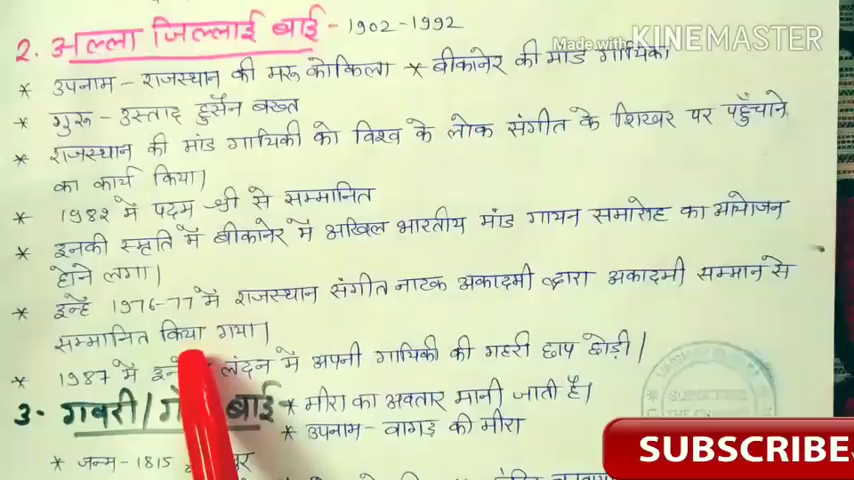 Made with KINEMASTER
2. अल्ला जिल्लाई बाई - 1902-1992
* उपनाम - राजस्थान की मरू कोकिला * बीकानेर की मांड गायिका
* गुरू - उस्ताद हुसैन बख्त
* राजस्थान की मांड गायिकी को विश्व के लोक संगीत के शिखर पर पहुँचाने
का कार्य किया।
* 1982 में पदम श्री से सम्मानित
* इनकी स्मृति में बीकानेर में अखिल भारतीय मांड गायन समारोह का आयोजन
होने लगा।
* इन्हें 1976-77 में राजस्थान संगीत नाटक अकादमी द्वारा अकादमी सम्मान से
सम्मानित किया गया।
* 1987 में लंदन में अपनी गायिकी की गहरी छाप छोड़ी।
3. गवरी/ बाई * मीरा का अवतार मानी जाती है।
* उपनाम - वागड़ की मीरा
* जन्म - 1815
SUBSCRIBE
SUBSCRIBE